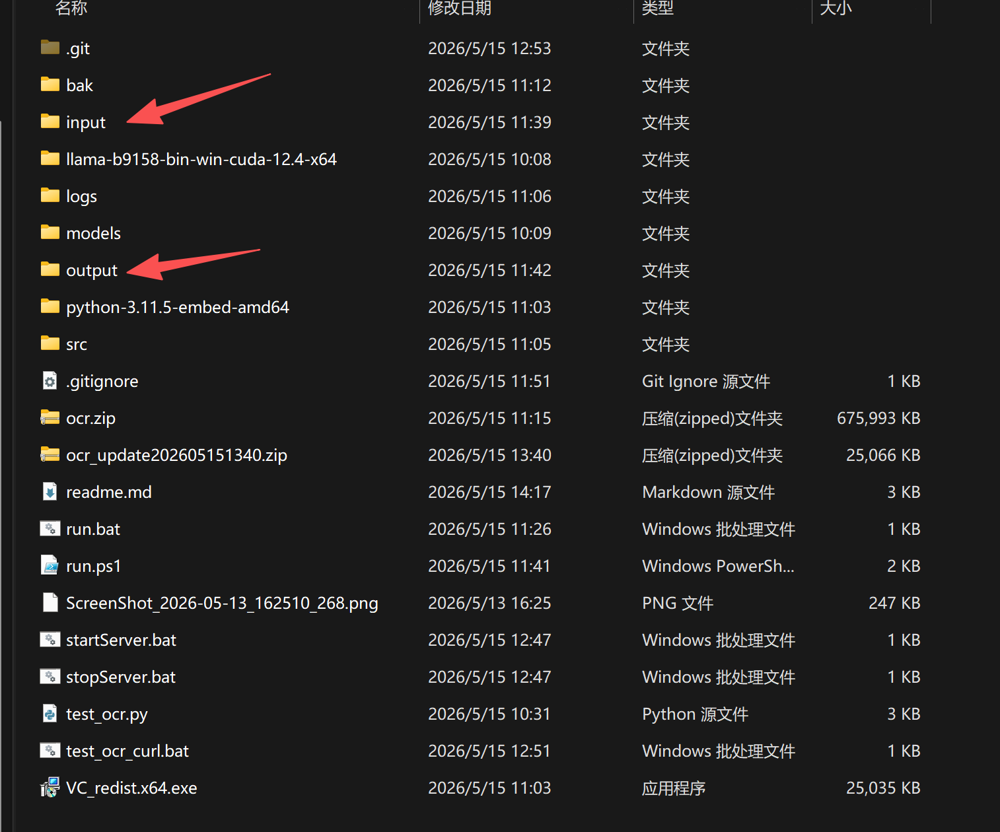 名称 修改日期 类型 大小
.git 2026/5/15 12:53 文件夹
bak 2026/5/15 11:12 文件夹
input 2026/5/15 11:39 文件夹
llama-b9158-bin-win-cuda-12.4-x64 2026/5/15 10:08 文件夹
logs 2026/5/15 11:06 文件夹
models 2026/5/15 10:09 文件夹
output 2026/5/15 11:42 文件夹
python-3.11.5-embed-amd64 2026/5/15 11:03 文件夹
src 2026/5/15 11:05 文件夹
.gitignore 2026/5/15 11:51 Git Ignore 源文件 1 KB
ocr.zip 2026/5/15 11:15 压缩(zipped)文件夹 675,993 KB
ocr_update202605151340.zip 2026/5/15 13:40 压缩(zipped)文件夹 25,066 KB
readme.md 2026/5/15 14:17 Markdown 源文件 3 KB
run.bat 2026/5/15 11:26 Windows 批处理文件 1 KB
run.ps1 2026/5/15 11:41 Windows PowerSh... 2 KB
ScreenShot_2026-05-13_162510_268.png 2026/5/13 16:25 PNG 文件 247 KB
startServer.bat 2026/5/15 12:47 Windows 批处理文件 1 KB
stopServer.bat 2026/5/15 12:47 Windows 批处理文件 1 KB
test_ocr.py 2026/5/15 10:31 Python 源文件 3 KB
test_ocr_curl.bat 2026/5/15 12:51 Windows 批处理文件 1 KB
VC_redist.x64.exe 2026/5/15 11:03 应用程序 25,035 KB